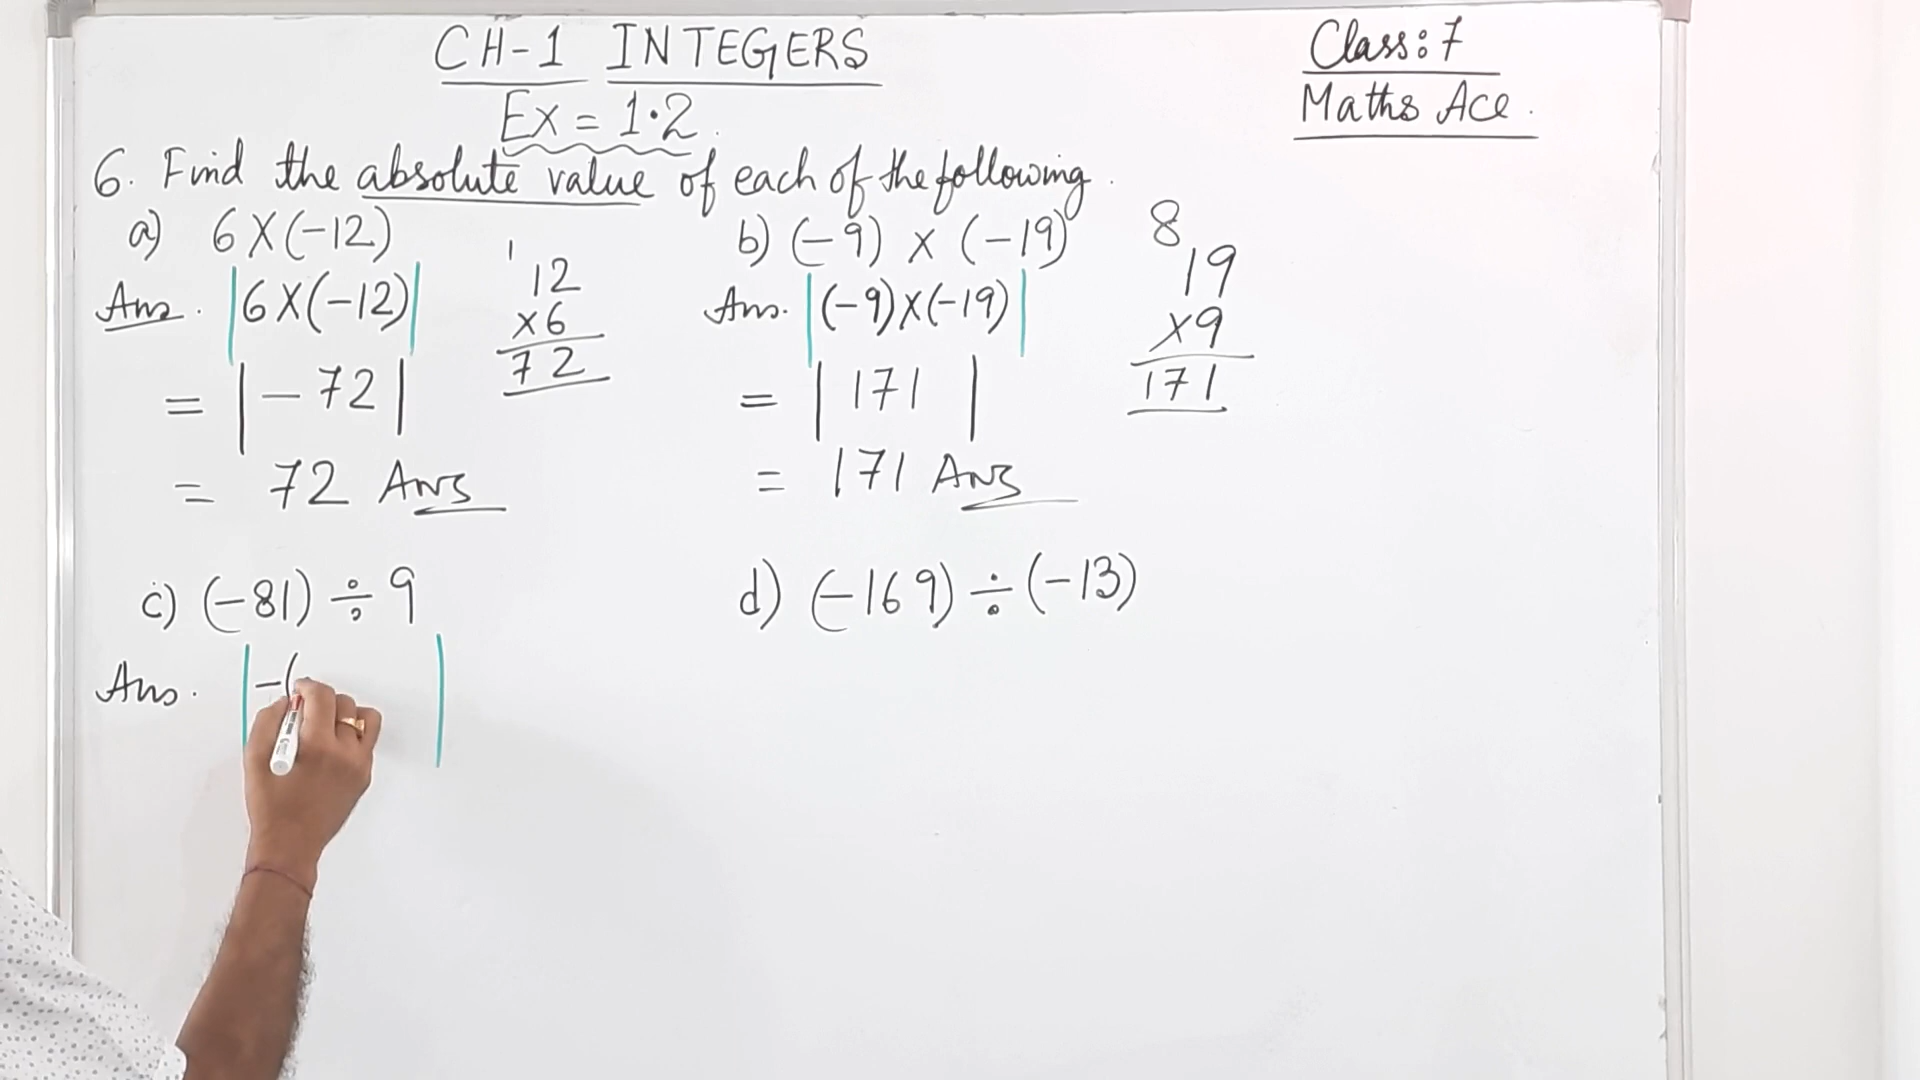 CH-1 INTEGERS
Class: 7
Maths Ace.
Ex = 1.2.
6. Find the absolute value of each of the following.
a) 6 X (-12)
Ans. |6 X (-12)|
= |-72|
= 72 Ans
1
12
x6
72
b) (-9) x (-19)
Ans. |(-9)x(-19)|
= |171|
= 171 Ans
8
19
x9
171
c) (-81) ÷ 9
Ans. |-( |
d) (-169) ÷ (-13)